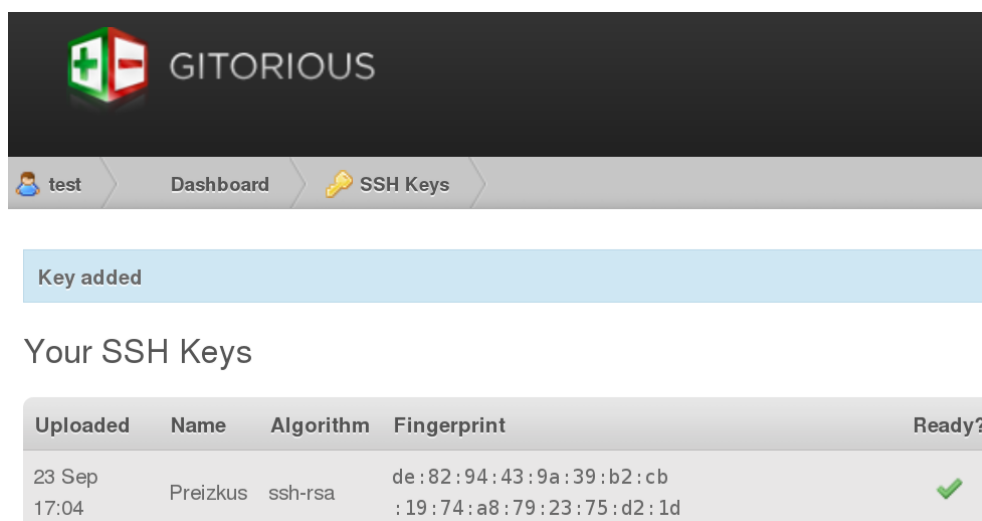 GITORIOUS
test Dashboard SSH Keys
Key added
Your SSH Keys
Uploaded Name Algorithm Fingerprint Ready?
23 Sep
17:04
Preizkus ssh-rsa
de:82:94:43:9a:39:b2:cb
:19:74:a8:79:23:75:d2:1d